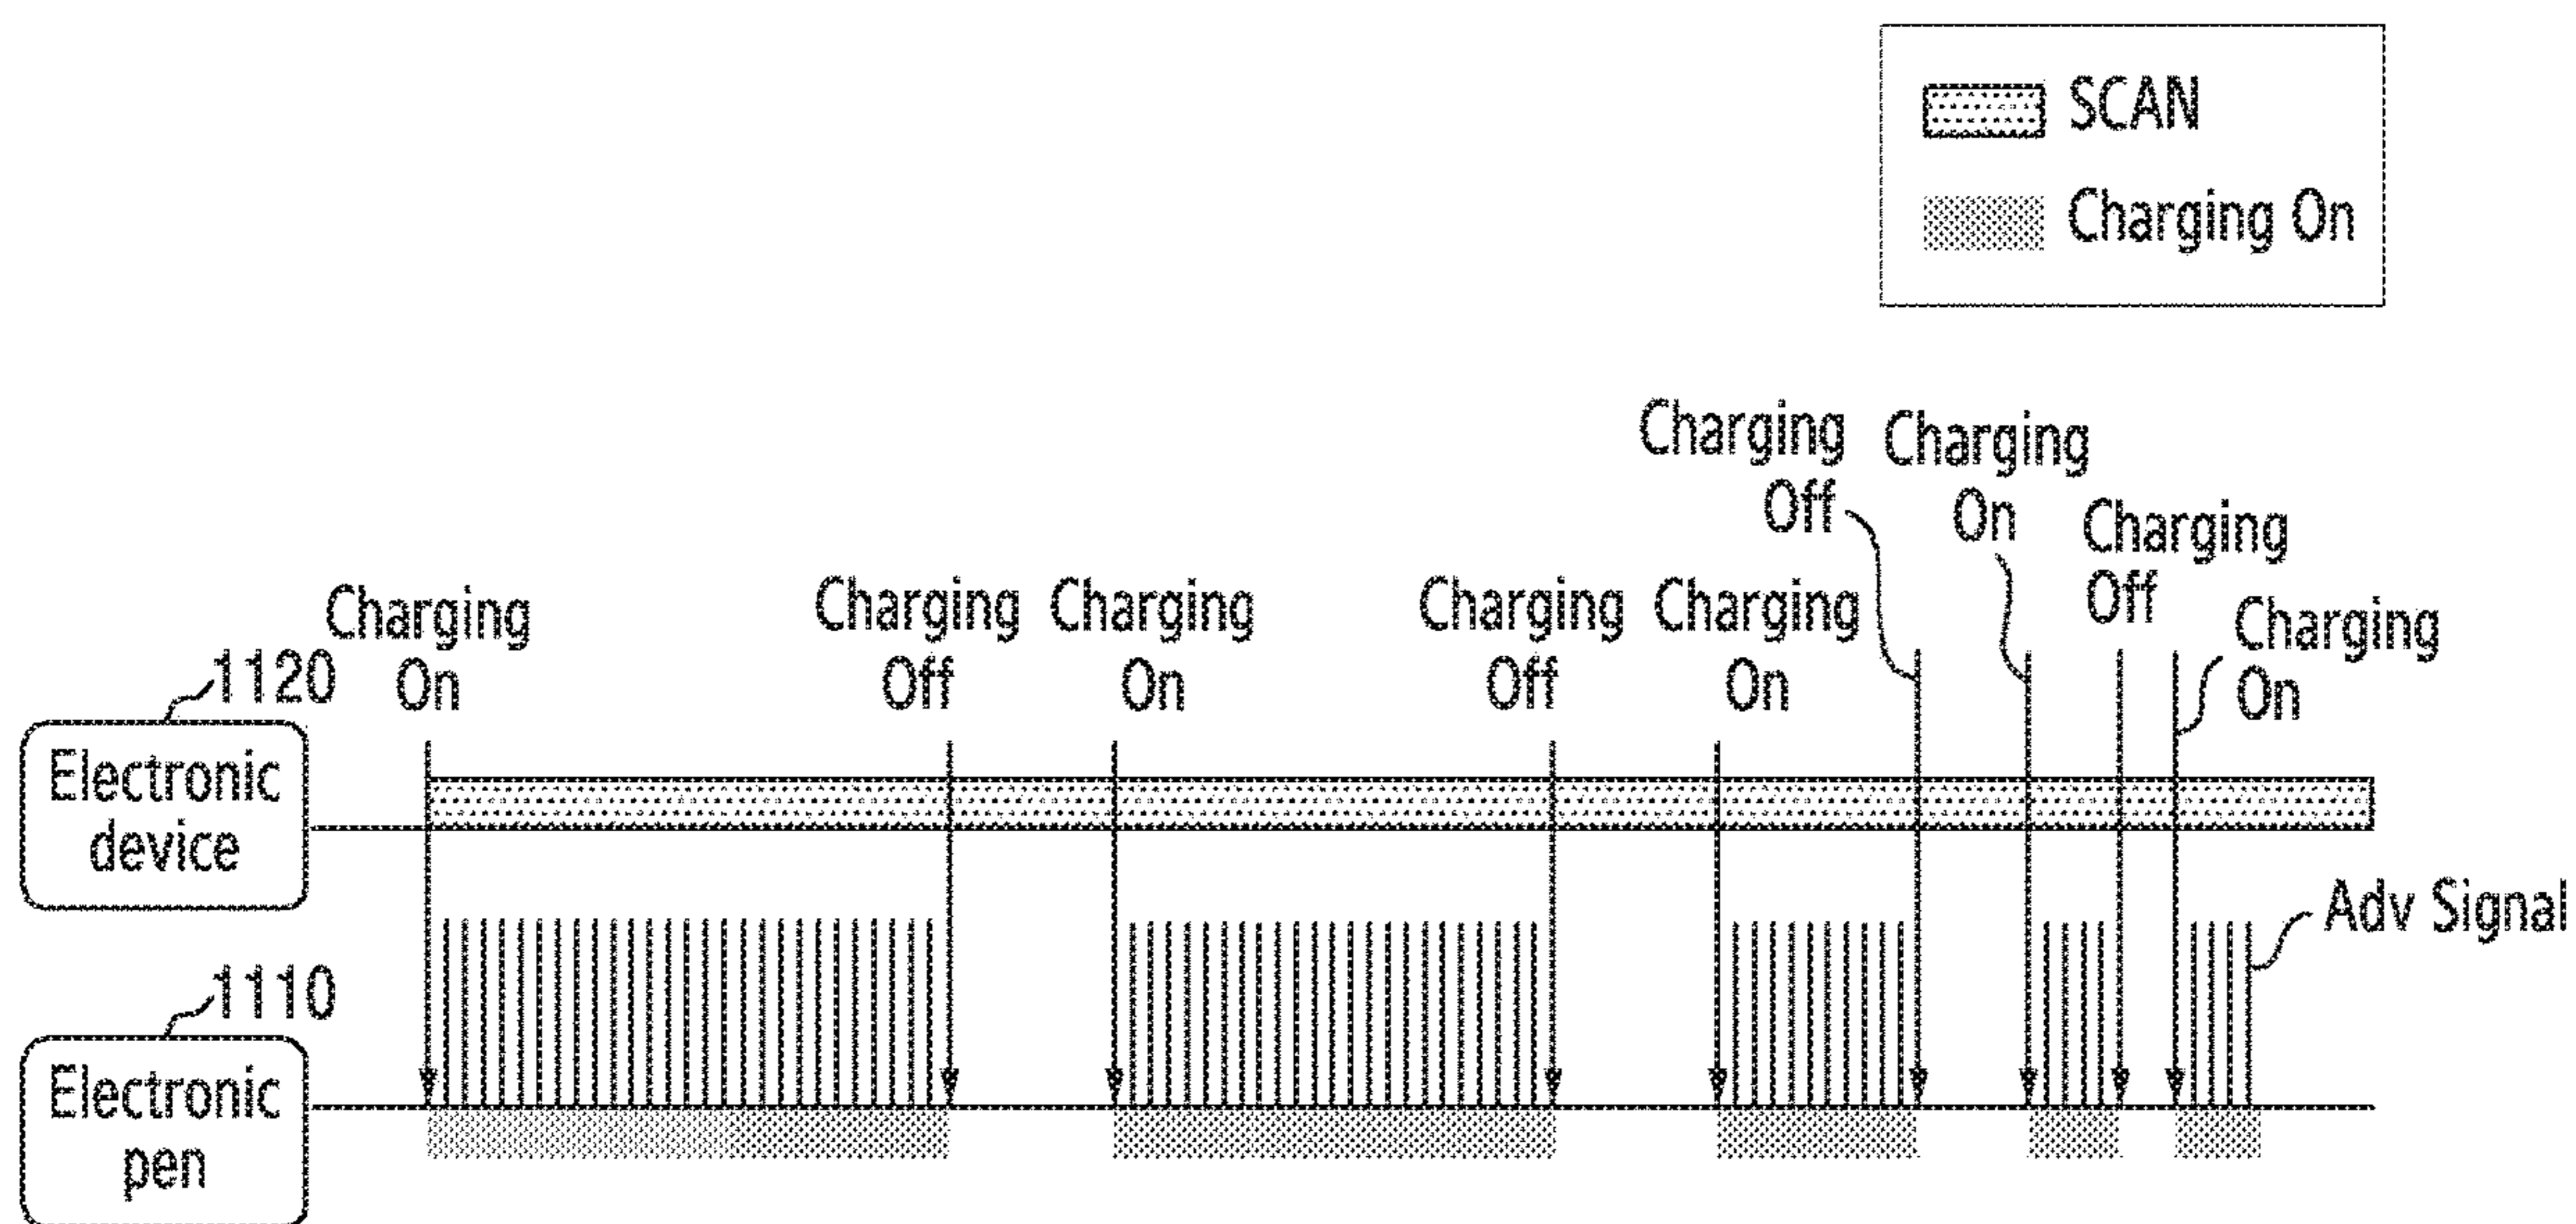 SCAN
Charging On
Charging
Off
Charging
On
Charging
Off
Charging
On
Charging
On
Charging
Off
Charging
On
Charging
Off
Charging
On
1120
Electronic
device
Adv Signal
1110
Electronic
pen